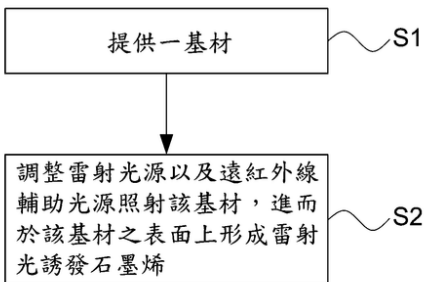 提供一基材
S1
調整雷射光源以及遠紅外線
輔助光源照射該基材，進而
於該基材之表面上形成雷射
光誘發石墨烯
S2